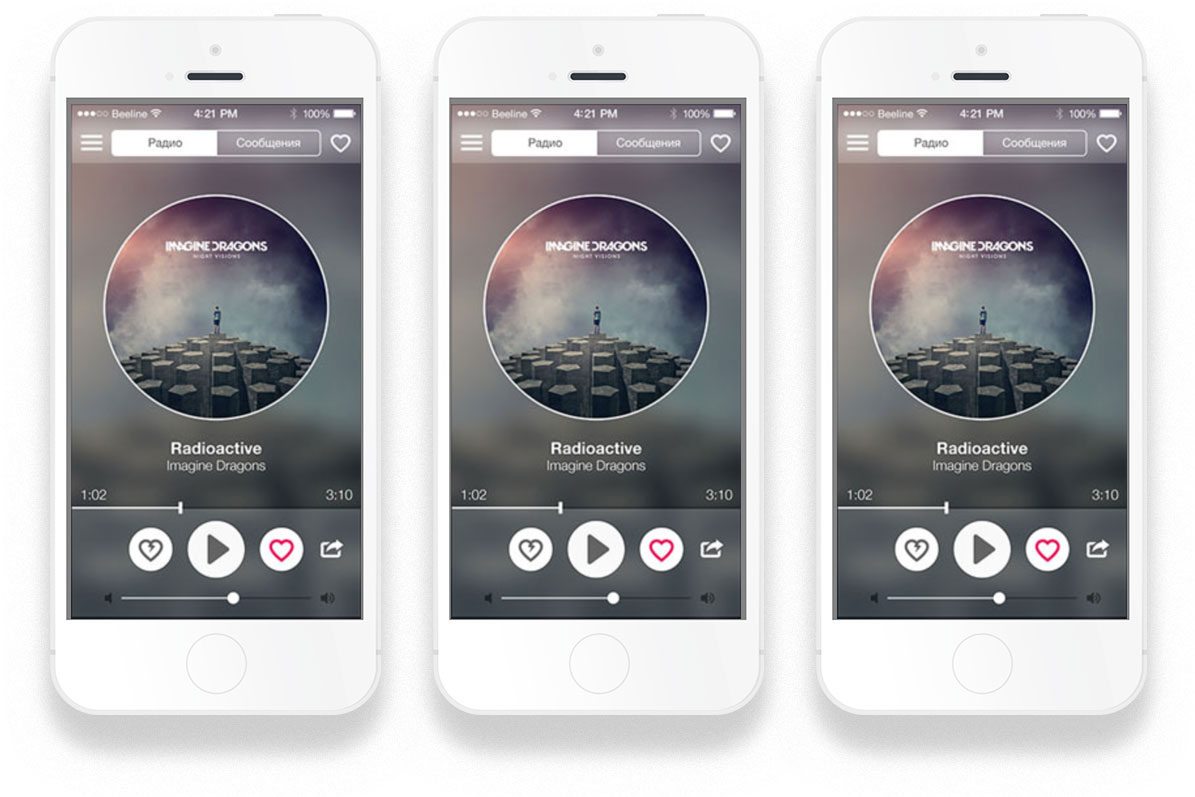 Beeline 4:21 PM 100%
Радио Сообщения
IMAGINE DRAGONS
NIGHT VISIONS
Radioactive
Imagine Dragons
1:02 3:10
Beeline 4:21 PM 100%
Радио Сообщения
IMAGINE DRAGONS
NIGHT VISIONS
Radioactive
Imagine Dragons
1:02 3:10
Beeline 4:21 PM 100%
Радио Сообщения
IMAGINE DRAGONS
NIGHT VISIONS
Radioactive
Imagine Dragons
1:02 3:10